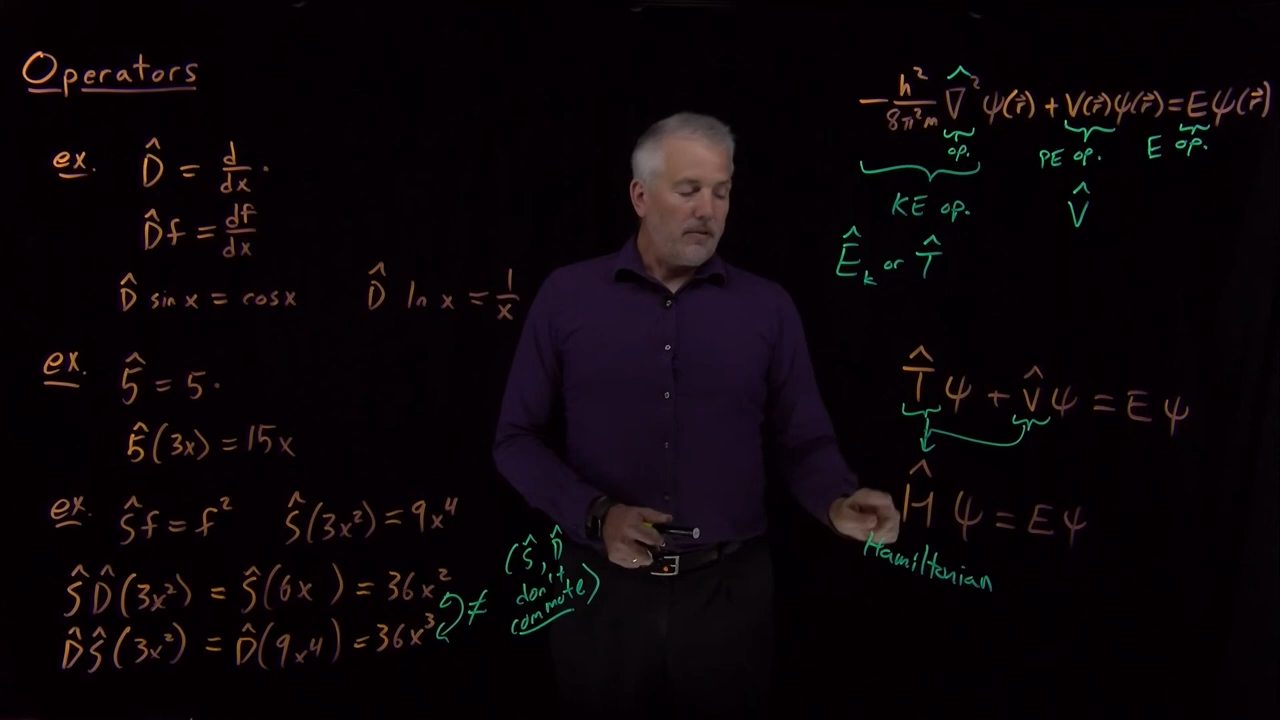 Operators
ex. D̂ = d/dx ·
D̂f = df/dx
D̂ sin x = cos x    D̂ ln x = 1/x
ex. 5̂ = 5 ·
5̂(3x) = 15x
ex. Ŝf = f²    Ŝ(3x²) = 9x⁴
ŜD̂(3x²) = Ŝ(6x ) = 36x²
D̂Ŝ(3x²) = D̂(9x⁴) = 36x³
≠
(Ŝ, D̂
don't
commute)
-h²/8π²m ∇̂² ψ(r⃗) + V(r⃗)ψ(r⃗) = Eψ(r⃗)
op.    PE op.    E op.
KE op.    V̂
Ê_k or T̂
T̂ψ + V̂ψ = Eψ
Ĥψ = Eψ
Hamiltonian